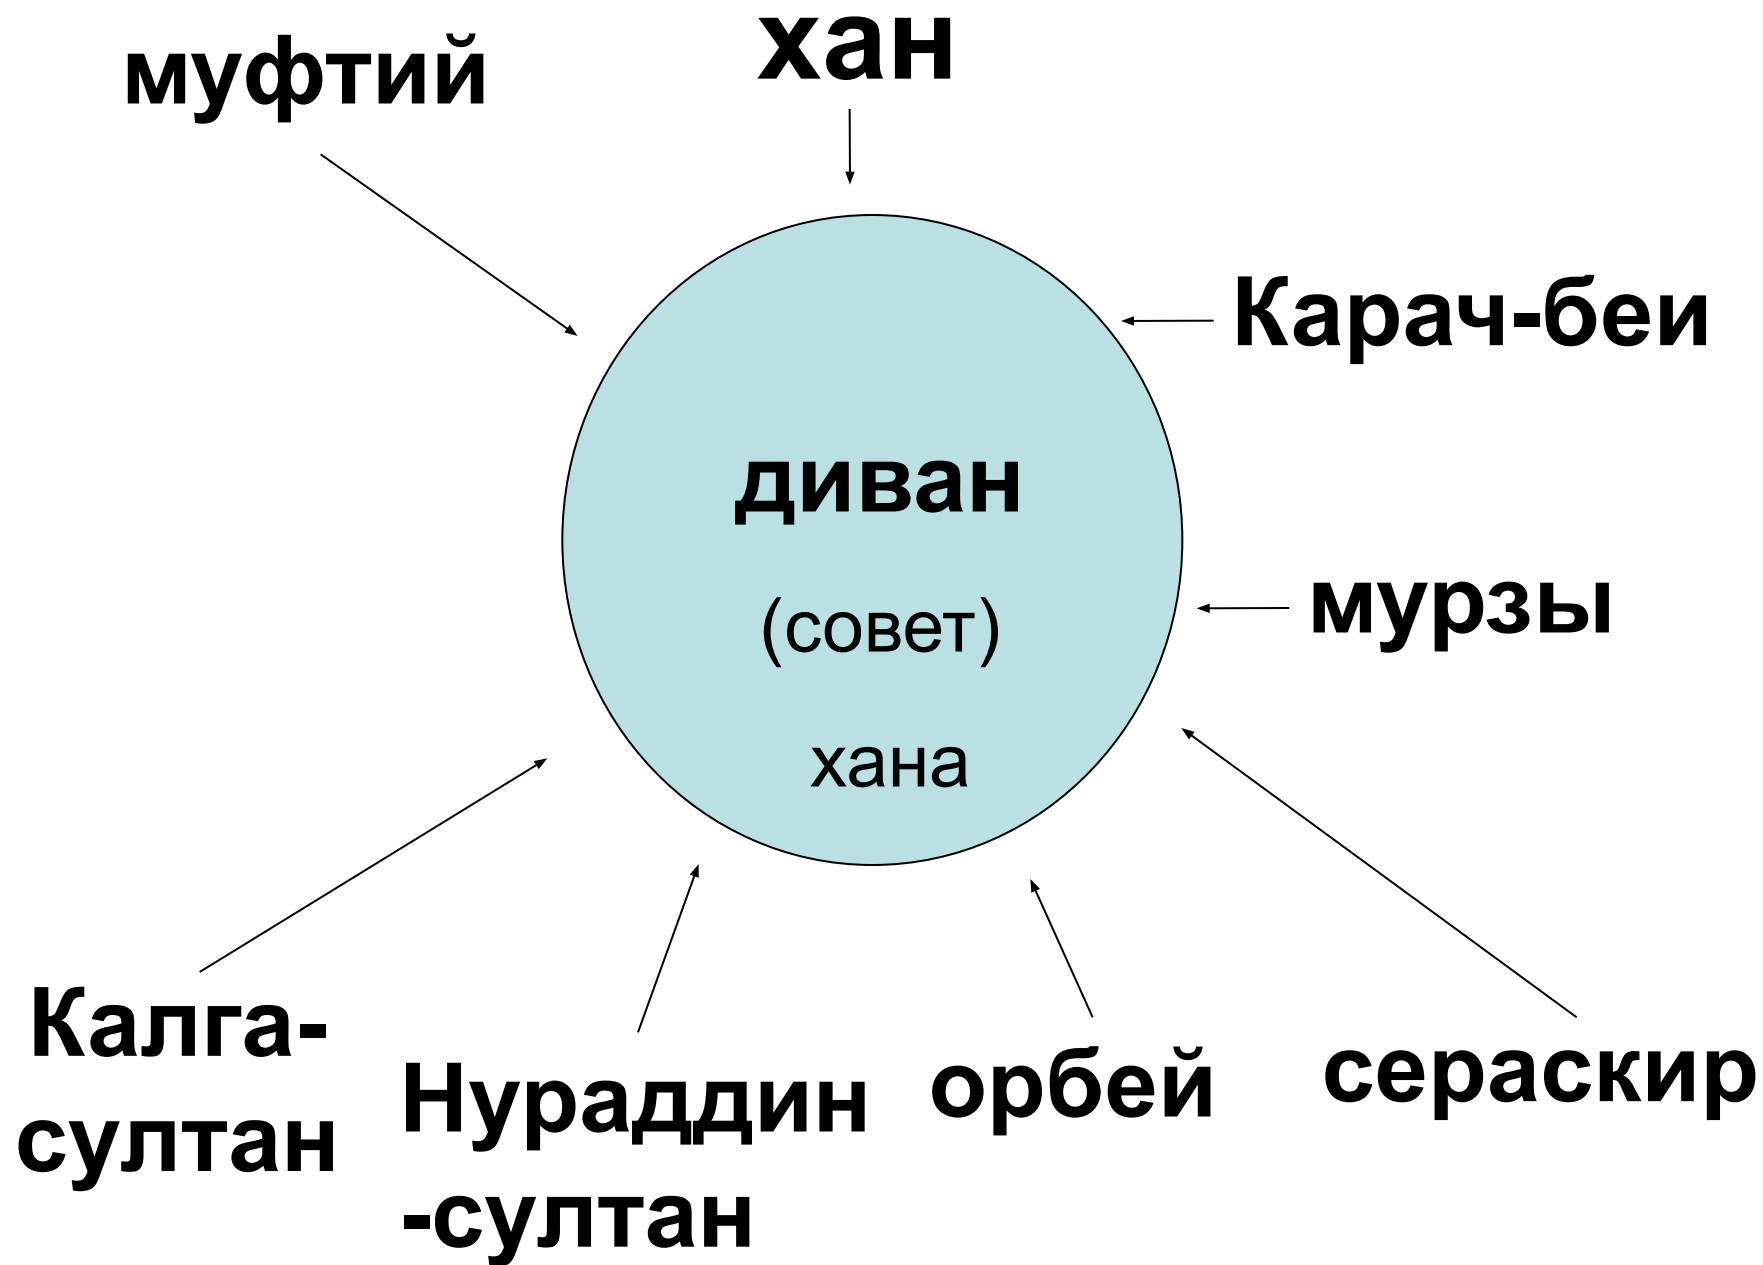 хан
муфтий
Карач-беи
диван
(совет)
хана
мурзы
Калга-
султан
Нураддин
-султан
орбей
сераскир